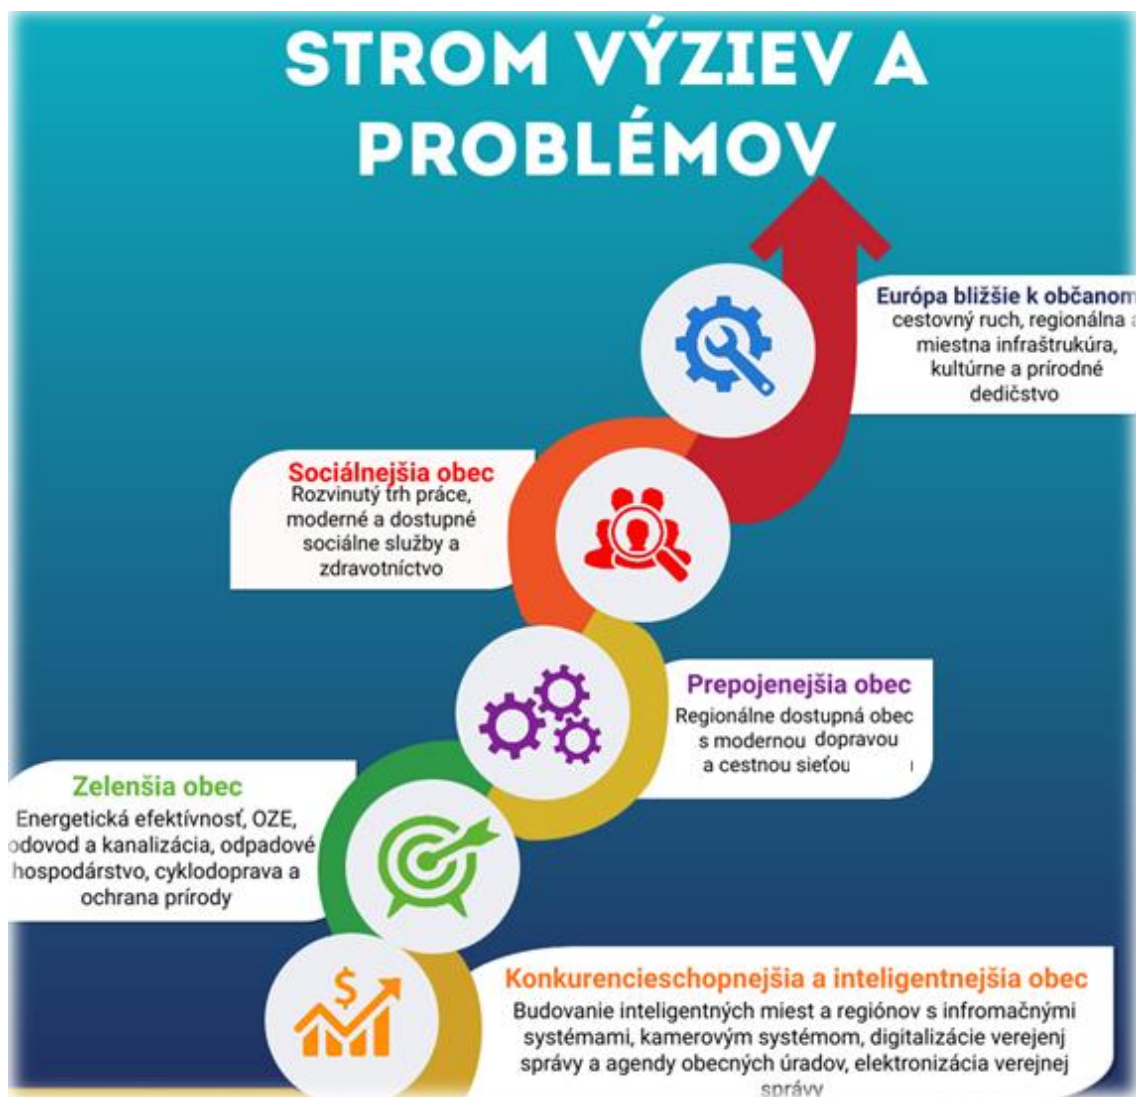 STROM VÝZIEV A
PROBLÉMOV
Európa bližšie k občanom
cestovný ruch, regionálna a
miestna infraštrukúra,
kultúrne a prírodné
dedičstvo
Sociálnejšia obec
Rozvinutý trh práce,
moderné a dostupné
sociálne služby a
zdravotníctvo
Prepojenejšia obec
Regionálne dostupná obec
s modernou dopravou
a cestnou sieťou
Zelenšia obec
Energetická efektívnosť, OZE,
odovod a kanalizácia, odpadové
hospodárstvo, cyklodoprava a
ochrana prírody
$
Konkurencieschopnejšia a inteligentnejšia obec
Budovanie inteligentných miest a regiónov s infromačnými
systémami, kamerovým systémom, digitalizácie verejenj
správy a agendy obecných úradov, elektronizácia verejnej
správy